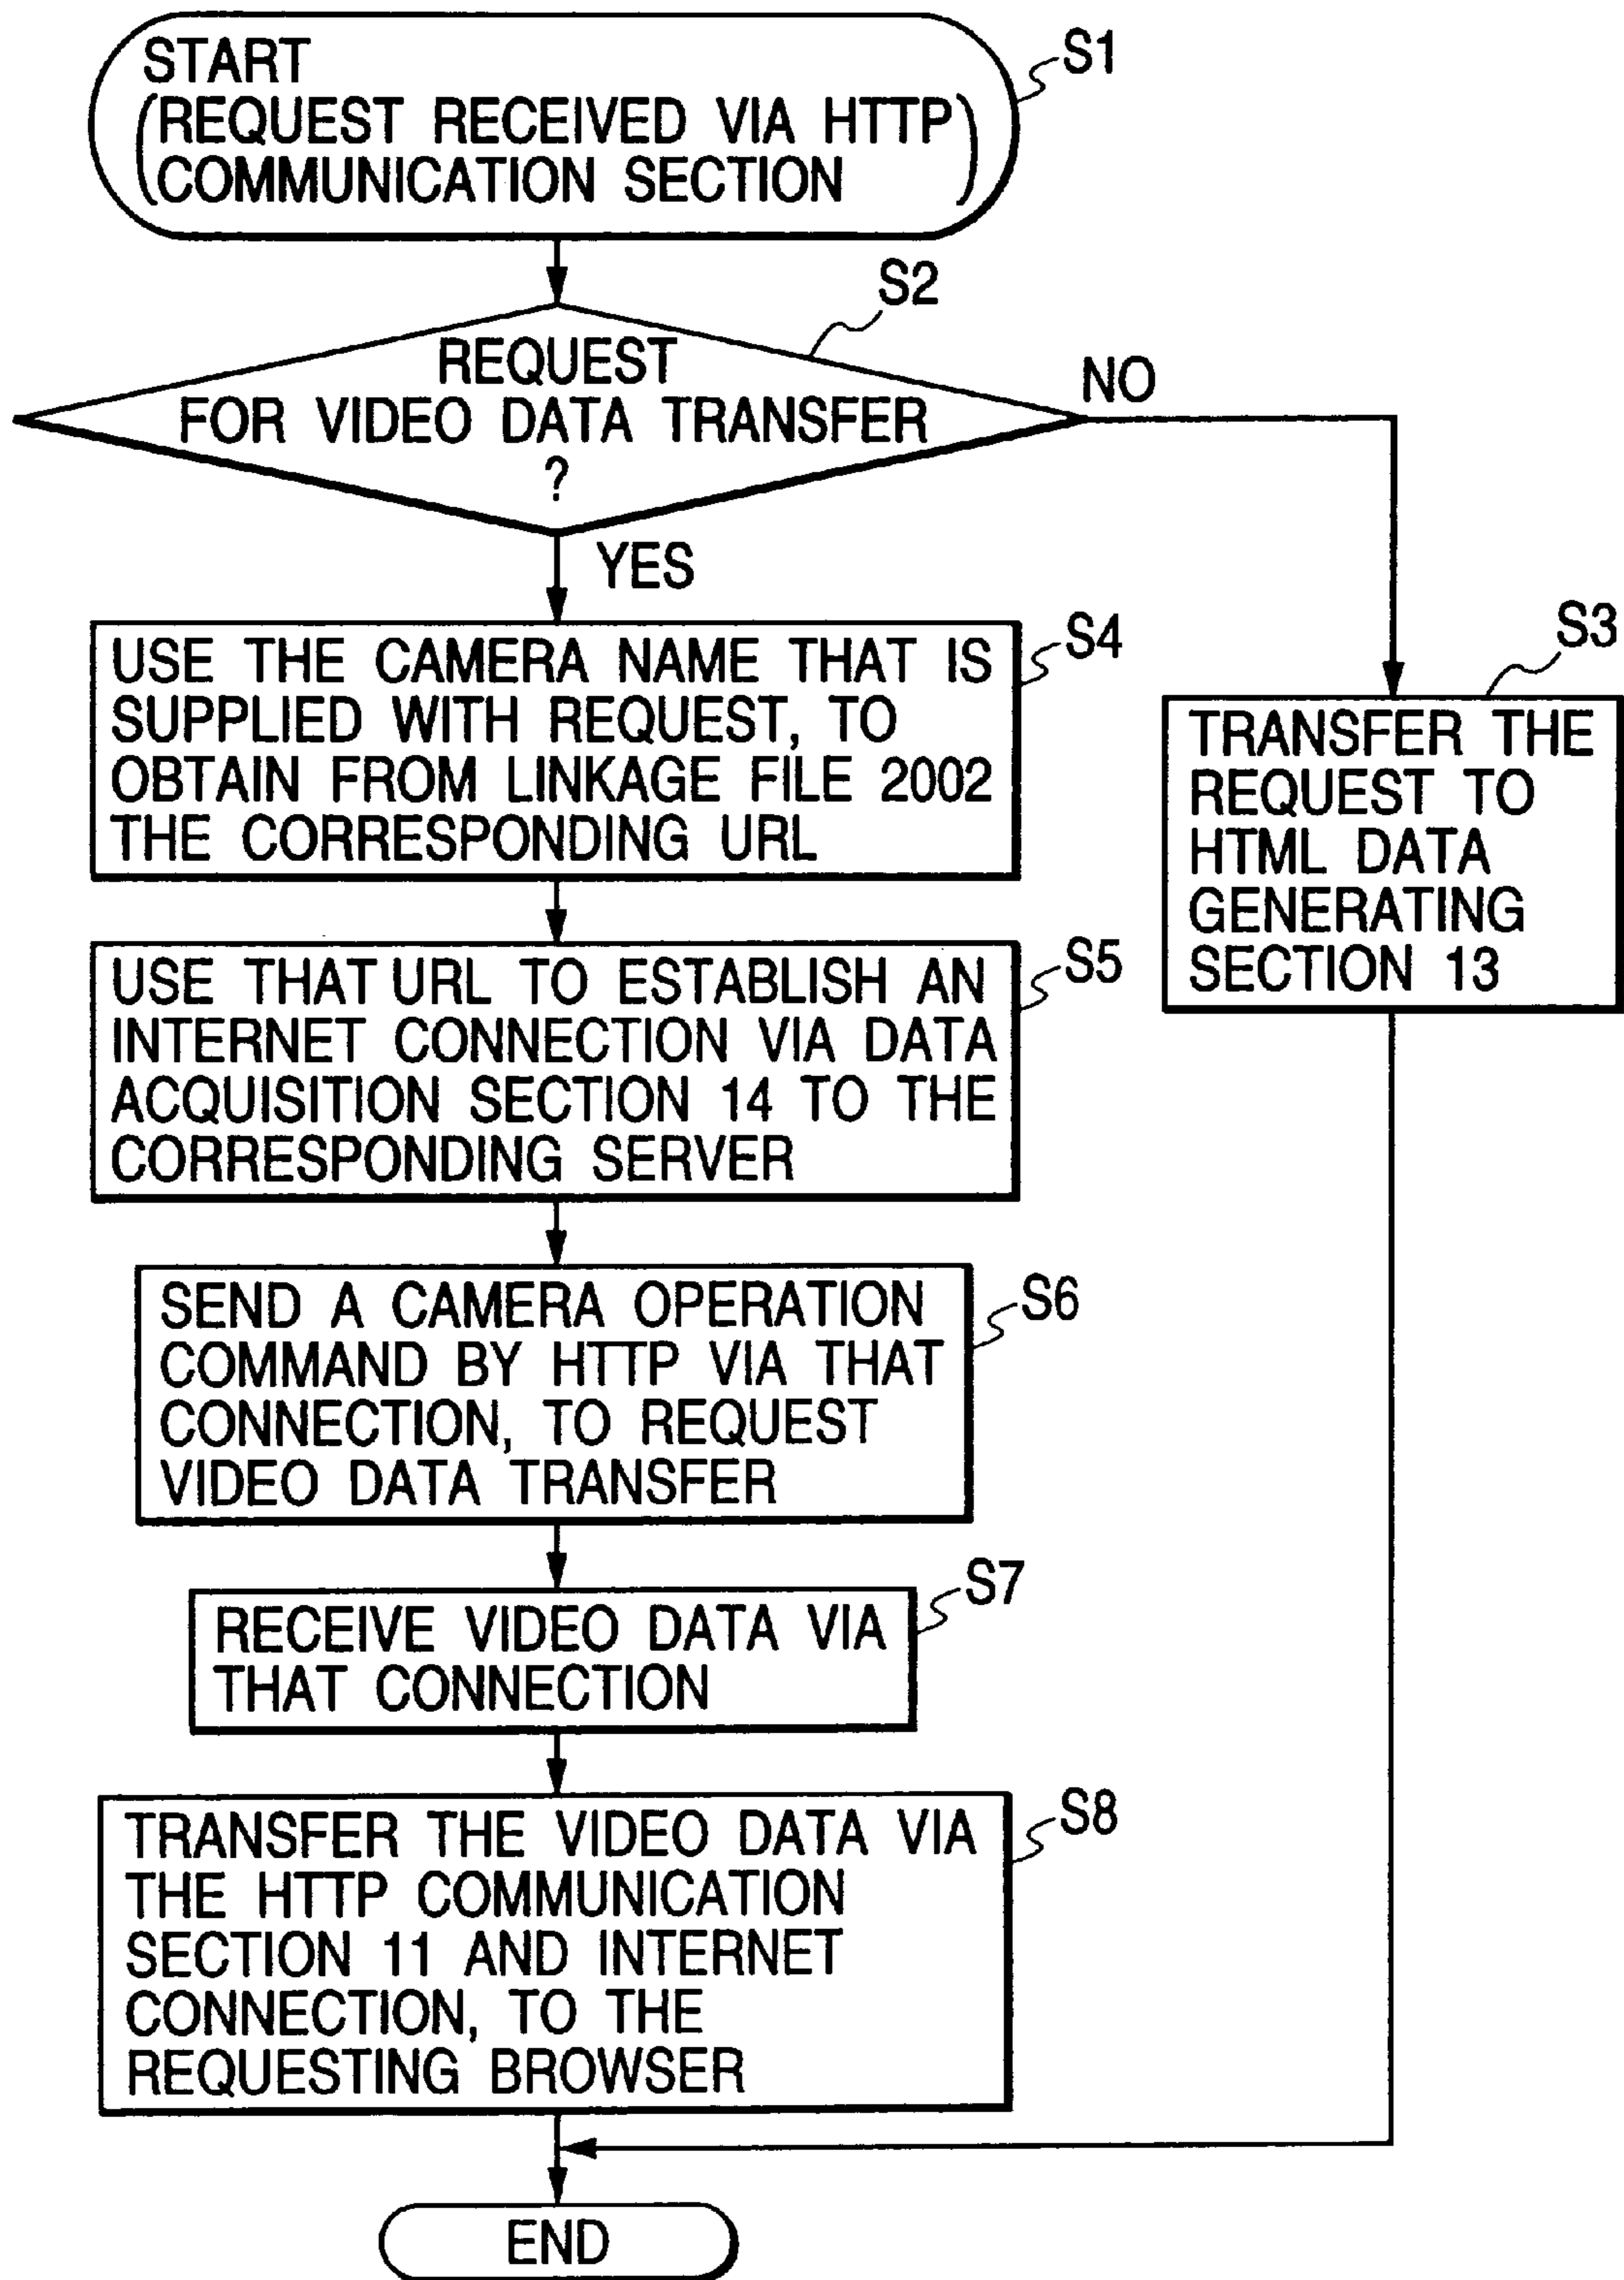 START
(REQUEST RECEIVED VIA HTTP
COMMUNICATION SECTION)
S1
S2
REQUEST
FOR VIDEO DATA TRANSFER
?
NO
YES
S4
USE THE CAMERA NAME THAT IS
SUPPLIED WITH REQUEST, TO
OBTAIN FROM LINKAGE FILE 2002
THE CORRESPONDING URL
S3
TRANSFER THE
REQUEST TO
HTML DATA
GENERATING
SECTION 13
S5
USE THAT URL TO ESTABLISH AN
INTERNET CONNECTION VIA DATA
ACQUISITION SECTION 14 TO THE
CORRESPONDING SERVER
S6
SEND A CAMERA OPERATION
COMMAND BY HTTP VIA THAT
CONNECTION, TO REQUEST
VIDEO DATA TRANSFER
S7
RECEIVE VIDEO DATA VIA
THAT CONNECTION
S8
TRANSFER THE VIDEO DATA VIA
THE HTTP COMMUNICATION
SECTION 11 AND INTERNET
CONNECTION, TO THE
REQUESTING BROWSER
END